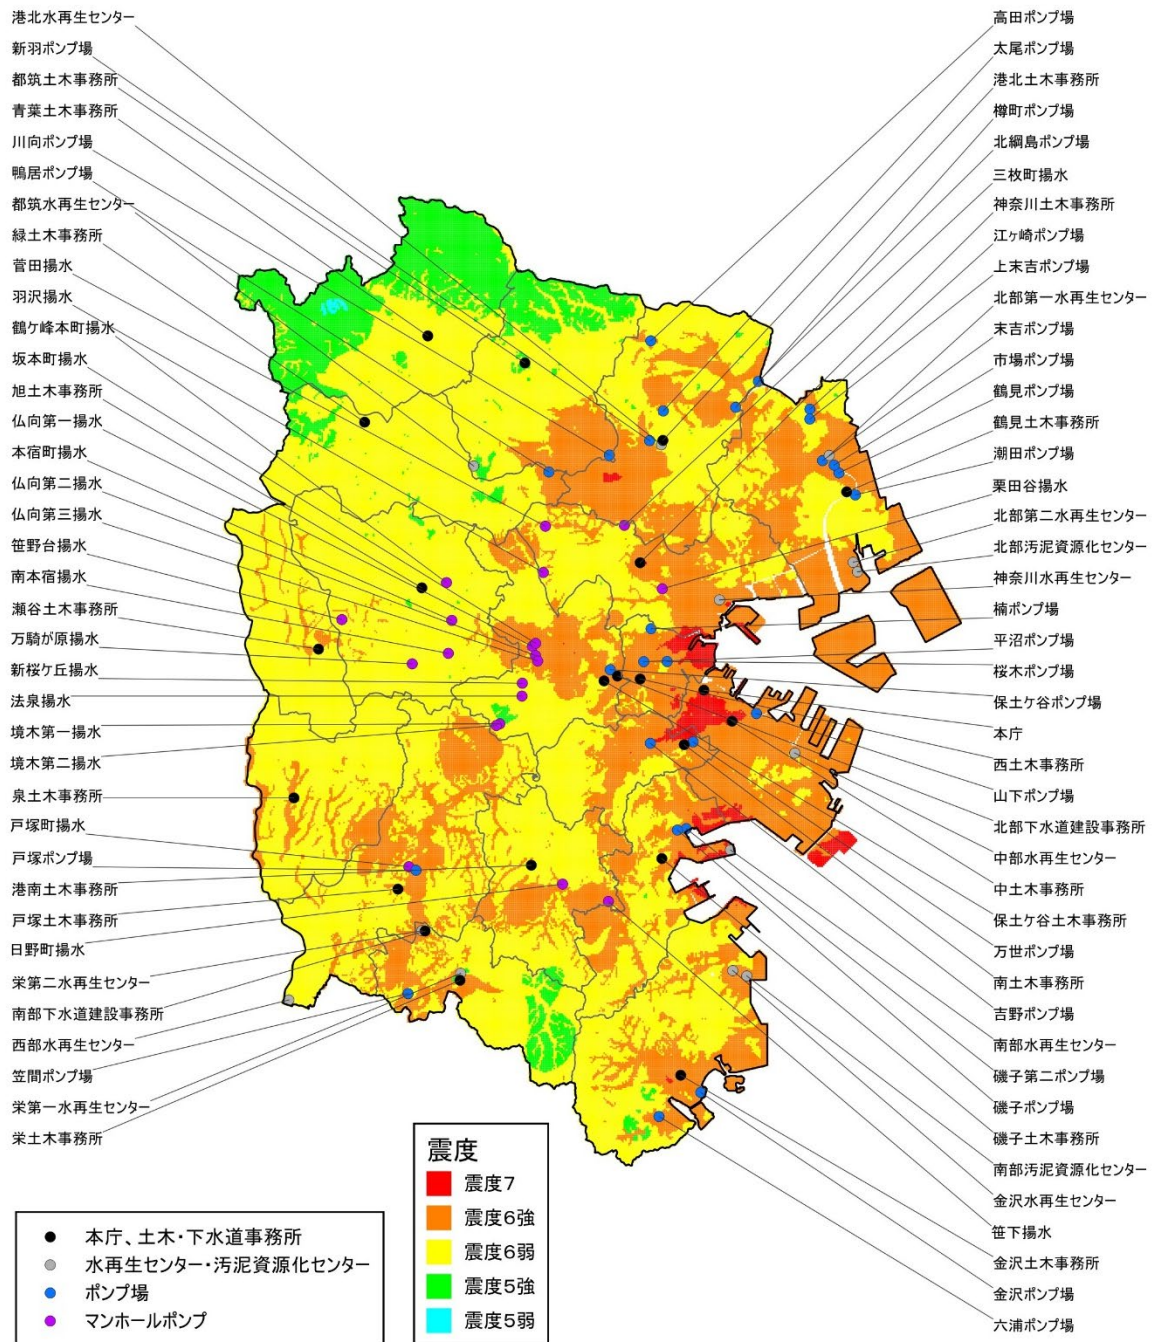 港北水再生センター
新羽ポンプ場
都筑土木事務所
青葉土木事務所
川向ポンプ場
鴨居ポンプ場
都筑水再生センター
緑土木事務所
菅田揚水
羽沢揚水
鶴ケ峰本町揚水
坂本町揚水
旭土木事務所
仏向第一揚水
本宿町揚水
仏向第二揚水
仏向第三揚水
笹野台揚水
南本宿揚水
瀬谷土木事務所
万騎が原揚水
新桜ケ丘揚水
法泉揚水
境木第一揚水
境木第二揚水
泉土木事務所
戸塚町揚水
戸塚ポンプ場
港南土木事務所
戸塚土木事務所
日野町揚水
栄第二水再生センター
南部下水道建設事務所
西部水再生センター
笠間ポンプ場
栄第一水再生センター
栄土木事務所
高田ポンプ場
太尾ポンプ場
港北土木事務所
樽町ポンプ場
北綱島ポンプ場
三枚町揚水
神奈川土木事務所
江ヶ崎ポンプ場
上末吉ポンプ場
北部第一水再生センター
末吉ポンプ場
市場ポンプ場
鶴見ポンプ場
鶴見土木事務所
潮田ポンプ場
栗田谷揚水
北部第二水再生センター
北部汚泥資源化センター
神奈川水再生センター
楠ポンプ場
平沼ポンプ場
桜木ポンプ場
保土ケ谷ポンプ場
本庁
西土木事務所
山下ポンプ場
北部下水道建設事務所
中部水再生センター
中土木事務所
保土ケ谷土木事務所
万世ポンプ場
南土木事務所
吉野ポンプ場
南部水再生センター
磯子第二ポンプ場
磯子ポンプ場
磯子土木事務所
南部汚泥資源化センター
金沢水再生センター
笹下揚水
金沢土木事務所
金沢ポンプ場
六浦ポンプ場
震度
震度7
震度6強
震度6弱
震度5強
震度5弱
本庁、土木・下水道事務所
水再生センター・汚泥資源化センター
ポンプ場
マンホールポンプ